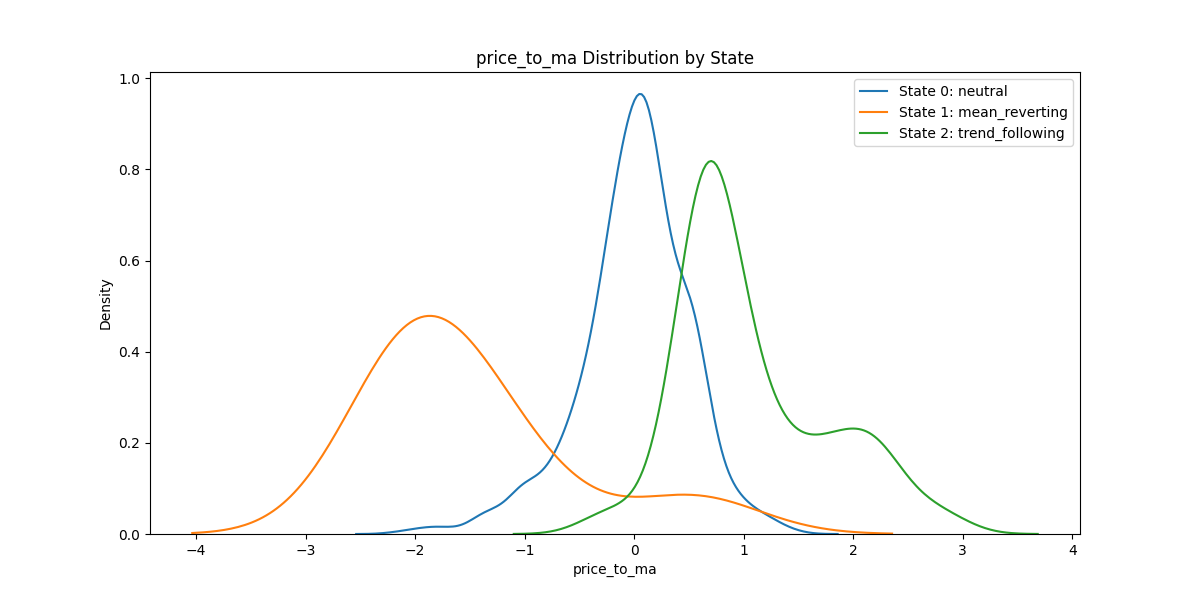 price_to_ma Distribution by State
State 0: neutral
State 1: mean_reverting
State 2: trend_following
Density
1.0
0.8
0.6
0.4
0.2
0.0
−4 −3 −2 −1 0 1 2 3 4
price_to_ma